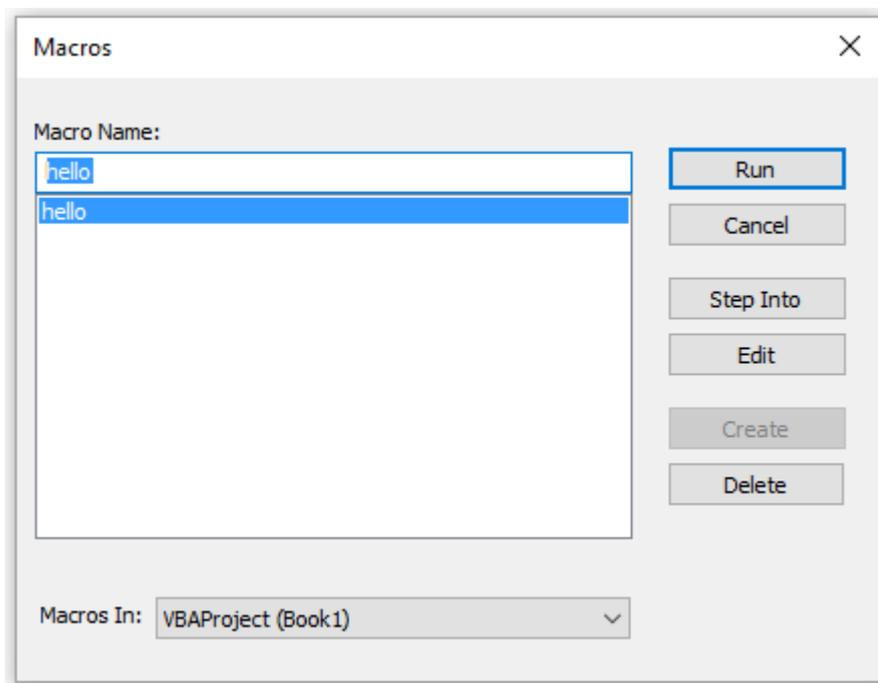 Macros
Macro Name:
hello
hello
Run
Cancel
Step Into
Edit
Create
Delete
Macros In: VBAProject (Book1)